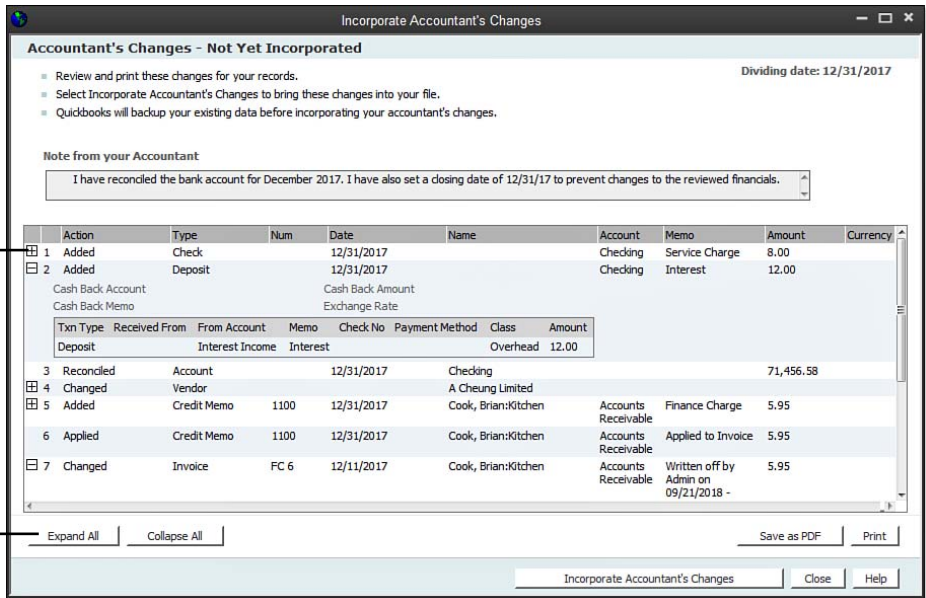 Incorporate Accountant's Changes
Accountant's Changes - Not Yet Incorporated
Dividing date: 12/31/2017
Review and print these changes for your records.
Select Incorporate Accountant's Changes to bring these changes into your file.
Quickbooks will backup your existing data before incorporating your accountant's changes.
Note from your Accountant
I have reconciled the bank account for December 2017. I have also set a closing date of 12/31/17 to prevent changes to the reviewed financials.
Action Type Num Date Name Account Memo Amount Currency
1 Added Check 12/31/2017 Checking Service Charge 8.00
2 Added Deposit 12/31/2017 Checking Interest 12.00
Cash Back Account Cash Back Amount
Cash Back Memo Exchange Rate
Txn Type Received From From Account Memo Check No Payment Method Class Amount
Deposit Interest Income Interest Overhead 12.00
3 Reconciled Account 12/31/2017 Checking 71,456.58
4 Changed Vendor A Cheung Limited
5 Added Credit Memo 1100 12/31/2017 Cook, Brian:Kitchen Accounts Finance Charge 5.95
Receivable
6 Applied Credit Memo 1100 12/31/2017 Cook, Brian:Kitchen Accounts Applied to Invoice 5.95
Receivable
7 Changed Invoice FC 6 12/11/2017 Cook, Brian:Kitchen Accounts Written off by 5.95
Receivable Admin on
09/21/2018 -
Expand All Collapse All Save as PDF Print
Incorporate Accountant's Changes Close Help